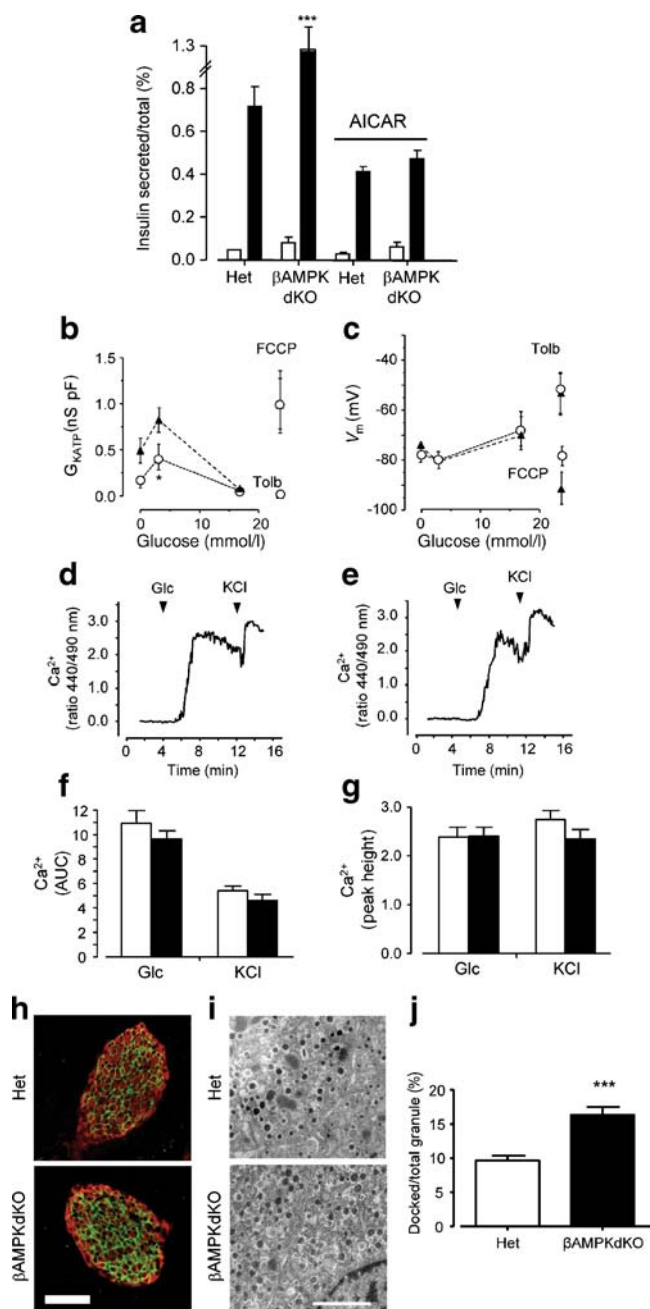 a
Insulin secreted/total (%)
1.3
0.8
0.6
0.4
0.2
0.0
***
AICAR
Het
βAMPK
dKO
Het
βAMPK
dKO
b
G_KATP (nS pF)
1.5
1.0
0.5
0.0
FCCP
Tolb
*
0 10 20
Glucose (mmol/l)
c
V_m (mV)
-40
-60
-80
-100
Tolb
FCCP
0 10 20
Glucose (mmol/l)
d
Glc
KCl
Ca²⁺
(ratio 440/490 nm)
3.0
2.0
1.0
0.0
0 4 8 12 16
Time (min)
e
Glc
KCl
Ca²⁺
(ratio 440/490 nm)
3.0
2.0
1.0
0.0
0 4 8 12 16
Time (min)
f
Ca²⁺
(AUC)
12
10
8
6
4
2
0
Glc KCl
g
Ca²⁺
(peak height)
3.0
2.0
1.0
0.0
Glc KCl
h
Het
βAMPKdKO
i
Het
βAMPKdKO
j
Docked/total granule (%)
20
15
10
5
0
***
Het βAMPKdKO